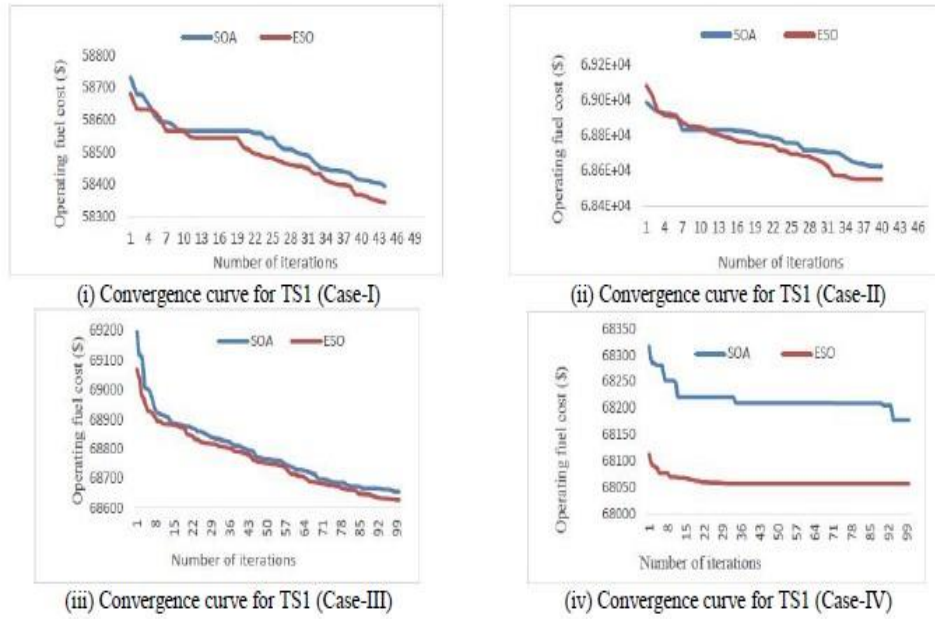 SOA ESO
Operating fuel cost ($)
58800
58700
58600
58500
58400
58300
1 4 7 10 13 16 19 22 25 28 31 34 37 40 43 46 49
Number of iterations
(i) Convergence curve for TS1 (Case-I)
SOA ESO
Operating fuel cost ($)
6.92E+04
6.90E+04
6.88E+04
6.86E+04
6.84E+04
1 4 7 10 13 16 19 22 25 28 31 34 37 40 43 46
Number of iterations
(ii) Convergence curve for TS1 (Case-II)
SOA ESO
Operating fuel cost ($)
69200
69100
69000
68900
68800
68700
68600
1 8 15 22 29 36 43 50 57 64 71 78 85 92 99
Number of iterations
(iii) Convergence curve for TS1 (Case-III)
SOA ESO
Operating fuel cost ($)
68350
68300
68250
68200
68150
68100
68050
68000
1 8 15 22 29 36 43 50 57 64 71 78 85 92 99
Number of iterations
(iv) Convergence curve for TS1 (Case-IV)